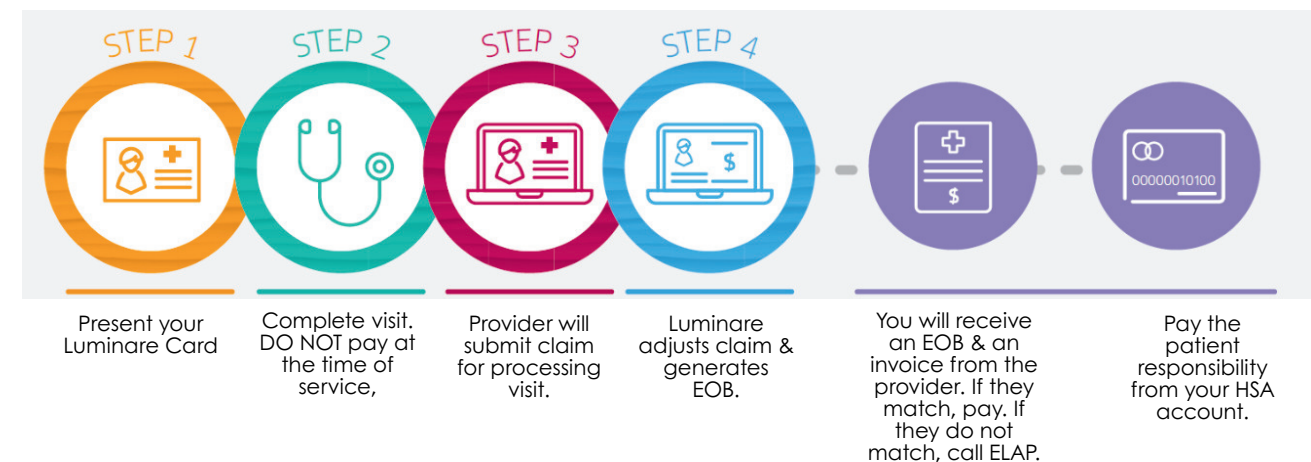 STEP 1
STEP 2
STEP 3
STEP 4
$
$
00000010100
Present your
Luminare Card
Complete visit.
DO NOT pay at
the time of
service,
Provider will
submit claim
for processing
visit.
Luminare
adjusts claim &
generates
EOB.
You will receive
an EOB & an
invoice from the
provider. If they
match, pay. If
they do not
match, call ELAP.
Pay the
patient
responsibility
from your HSA
account.